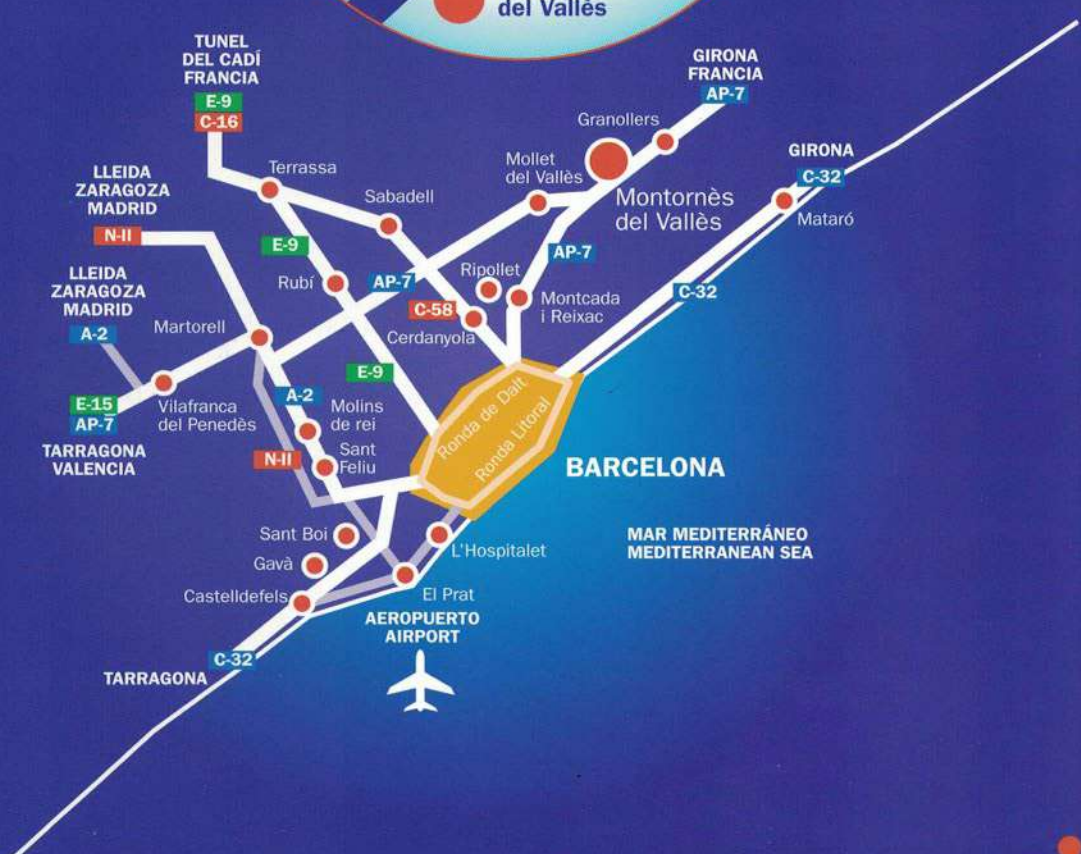 del Vallès
TUNEL
DEL CADÍ
FRANCIA
E-9
C-16
GIRONA
FRANCIA
AP-7
Granollers
Mollet
del Vallès
GIRONA
C-32
Mataró
LLEIDA
ZARAGOZA
MADRID
N-II
Terrassa
Sabadell
Montornès
del Vallès
E-9
AP-7
AP-7
LLEIDA
ZARAGOZA
MADRID
A-2
Rubí
Ripollet
C-32
C-58
Montcada
i Reixac
Martorell
Cerdanyola
E-9
E-15
AP-7
TARRAGONA
VALENCIA
Vilafranca
del Penedès
A-2
Molins
de rei
N-II
Sant
Feliu
Ronda de Dalt
Ronda Litoral
BARCELONA
MAR MEDITERRÁNEO
MEDITERRANEAN SEA
Sant Boi
Gavà
L'Hospitalet
Castelldefels
El Prat
AEROPUERTO
AIRPORT
C-32
TARRAGONA